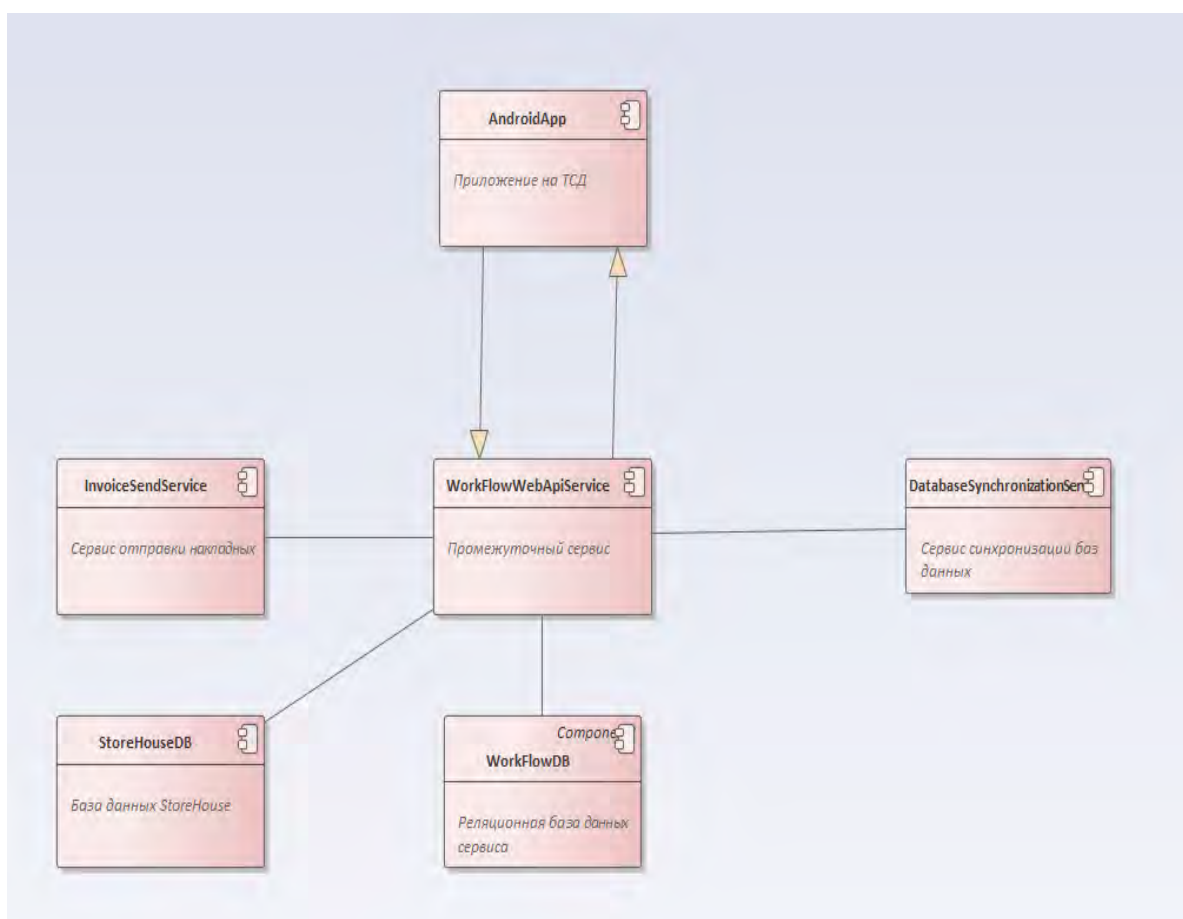 AndroidApp
Приложение на ТСД
InvoiceSendService
Сервис отправки накладных
WorkFlowWebApiService
Промежуточный сервис
DatabaseSynchronizationSer
Сервис синхронизации баз
данных
StoreHouseDB
База данных StoreHouse
Compone
WorkFlowDB
Реляционная база данных
сервиса